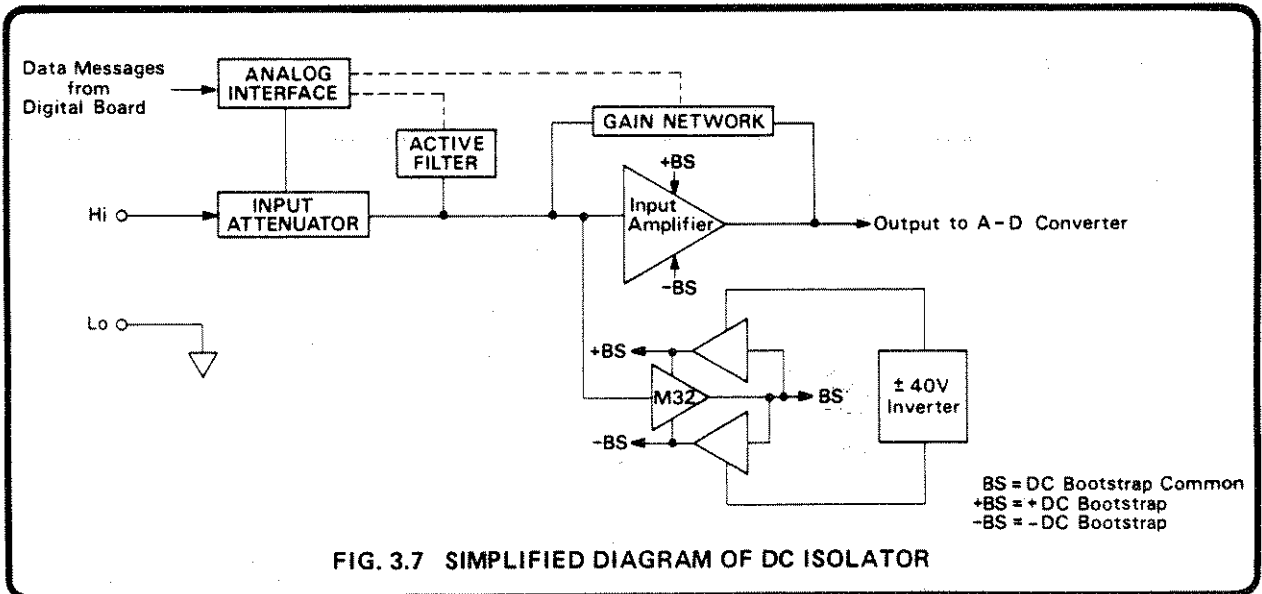 Data Messages
from
Digital Board
ANALOG
INTERFACE
GAIN NETWORK
ACTIVE
FILTER
+BS
Hi
INPUT
ATTENUATOR
Input
Amplifier
Output to A-D Converter
-BS
Lo
+BS
M32
BS
± 40V
Inverter
-BS
BS = DC Bootstrap Common
+BS = + DC Bootstrap
-BS = - DC Bootstrap
FIG. 3.7 SIMPLIFIED DIAGRAM OF DC ISOLATOR